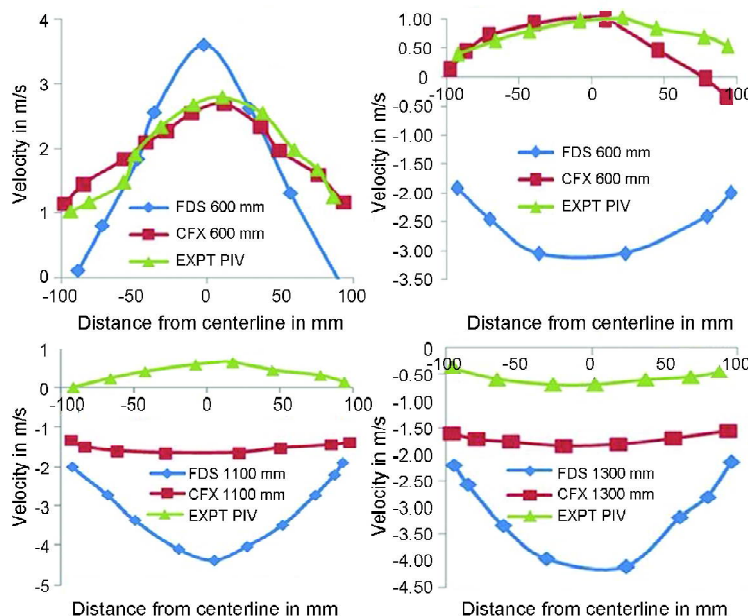 4
3
2
1
0
Velocity in m/s
FDS 600 mm
CFX 600 mm
EXPT PIV
-100 -50 0 50 100
Distance from centerline in mm
1.00
0.50
0
-0.50
-1.00
-1.50
-2.00
-2.50
-3.00
-3.50
Velocity in m/s
-100 -50 0 50 100
FDS 600 mm
CFX 600 mm
EXPT PIV
Distance from centerline in mm
1
0
-1
-2
-3
-4
-5
Velocity in m/s
-100 -50 0 50 100
FDS 1100 mm
CFX 1100 mm
EXPT PIV
Distance from centerline in mm
0
-0.50
-1.00
-1.50
-2.00
-2.50
-3.00
-3.50
-4.00
-4.50
Velocity in m/s
-100 -50 0 50 100
FDS 1300 mm
CFX 1300 mm
EXPT PIV
Distance from centerline in mm